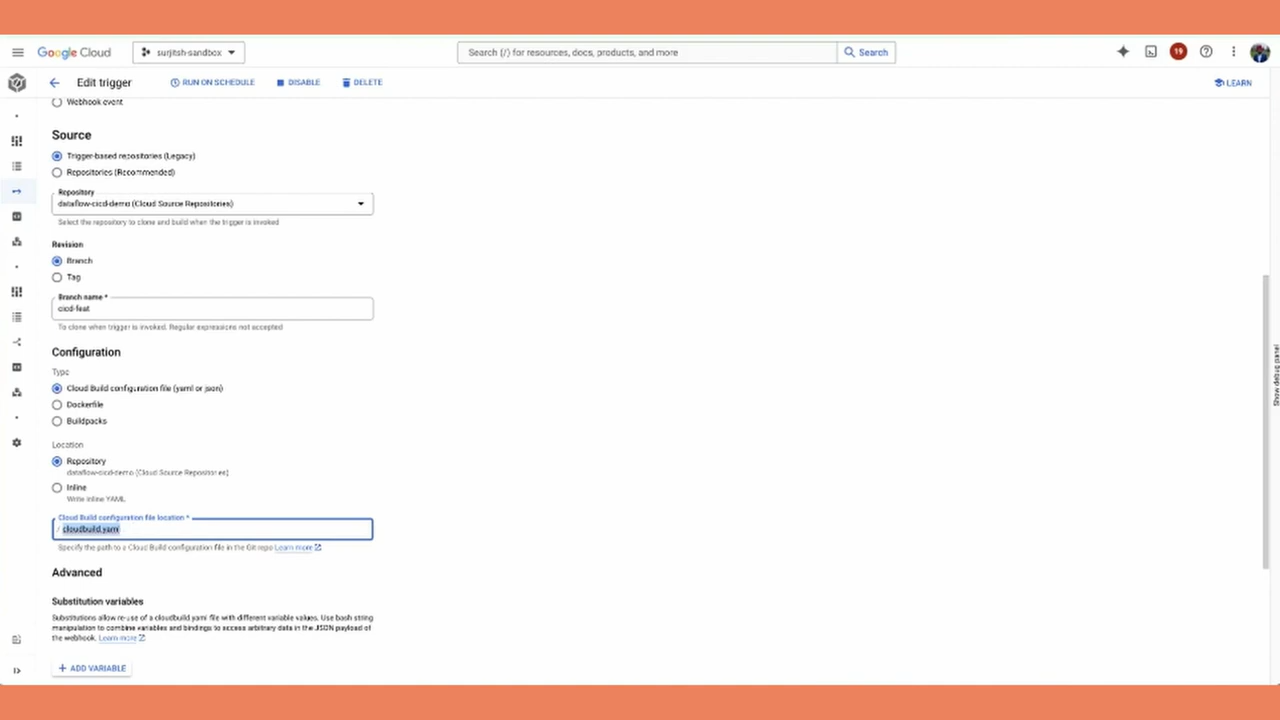 Google Cloud
surjitsh-sandbox
Search (/) for resources, docs, products, and more
Search
19
Edit trigger
RUN ON SCHEDULE
DISABLE
DELETE
LEARN
Webhook event
Source
Trigger-based repositories (Legacy)
Repositories (Recommended)
Repository
dataflow-cicd-demo (Cloud Source Repositories)
Select the repository to clone and build when the trigger is invoked
Revision
Branch
Tag
Branch name *
cicd-feat
To clone when trigger is invoked. Regular expressions not accepted
Configuration
Type
Cloud Build configuration file (yaml or json)
Dockerfile
Buildpacks
Location
Repository
dataflow-cicd-demo (Cloud Source Repositories)
Inline
Write inline YAML
Cloud Build configuration file location *
/ cloudbuild.yaml
Specify the path to a Cloud Build configuration file in the Git repo Learn more
Advanced
Substitution variables
Substitutions allow re-use of a cloudbuild.yaml file with different variable values. Use bash string
manipulation to combine variables and bindings to access arbitrary data in the JSON payload of
the webhook. Learn more
+ ADD VARIABLE
Show debug panel